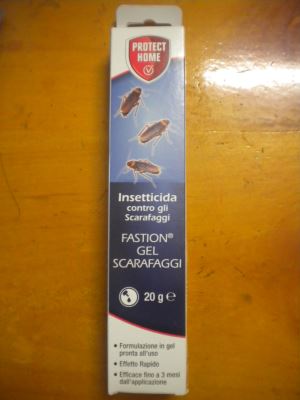 PROTECT
HOME
Insetticida
contro gli
Scarafaggi
FASTION®
GEL
SCARAFAGGI
20 g ℮
• Formulazione in gel
pronta all'uso
• Effetto Rapido
• Efficace fino a 3 mesi
dall'applicazione